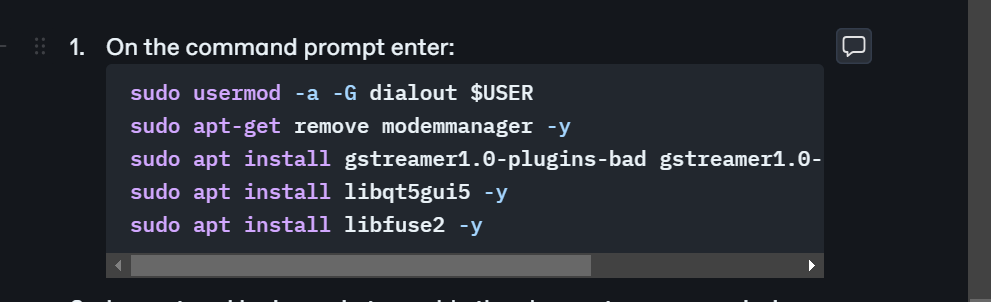 1. On the command prompt enter:
sudo usermod -a -G dialout $USER
sudo apt-get remove modemmanager -y
sudo apt install gstreamer1.0-plugins-bad gstreamer1.0-
sudo apt install libqt5gui5 -y
sudo apt install libfuse2 -y